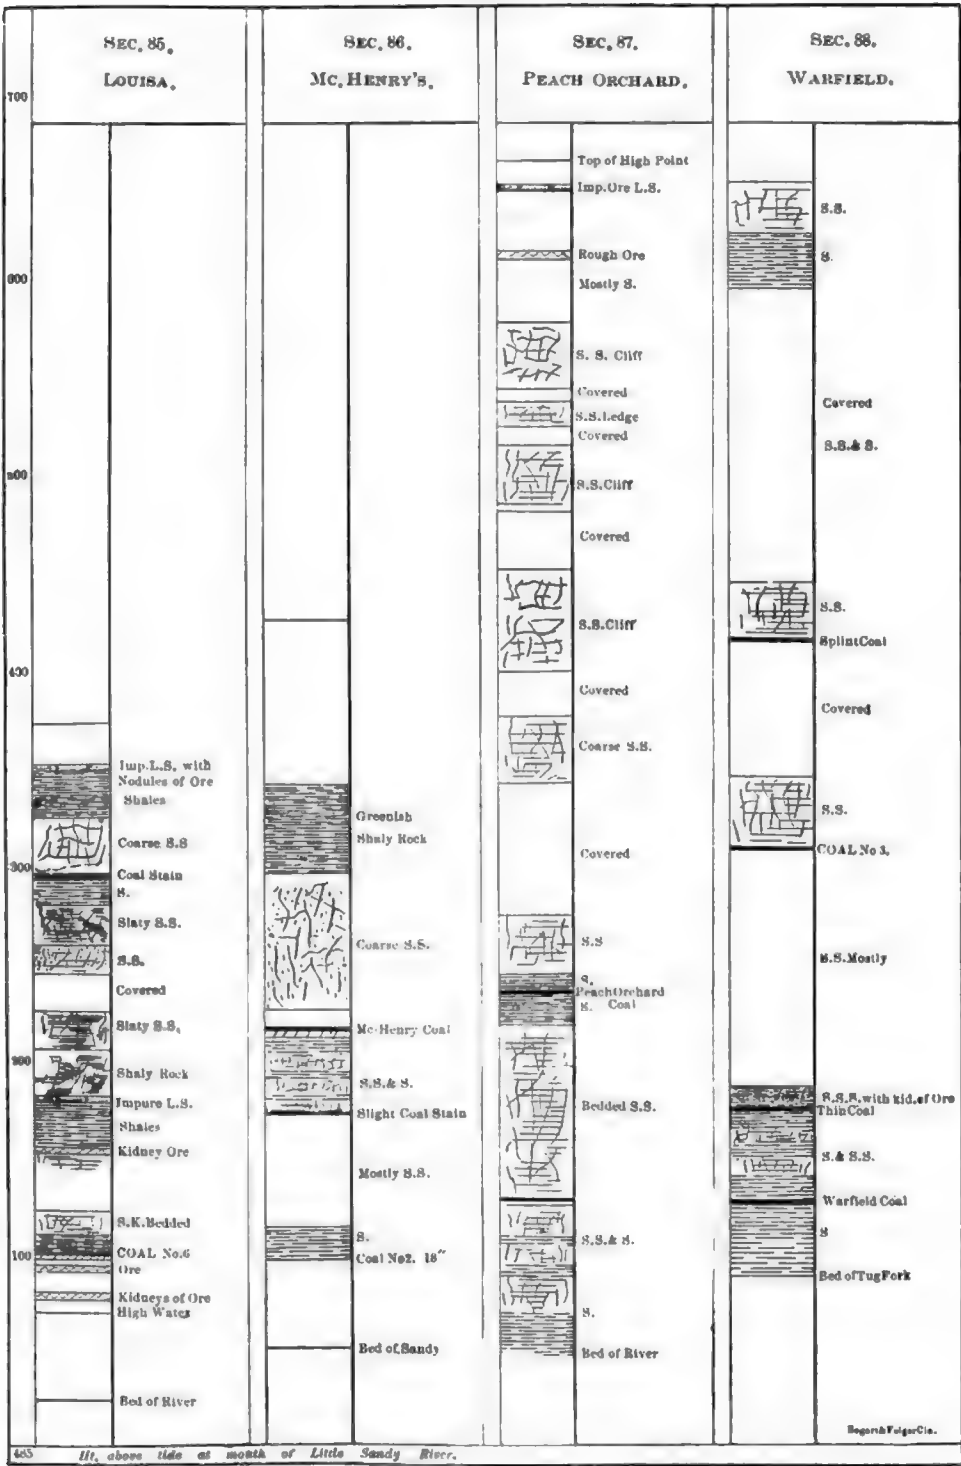 SEC. 85.
LOUISA.
SEC. 86.
MC. HENRY'S.
SEC. 87.
PEACH ORCHARD.
SEC. 88.
WARFIELD.
700
600
500
400
300
200
100
Imp. L.S. with
Nodules of Ore
Shales
Coarse S.S
Coal Stain
S.
Slaty S.S.
S.S.
Covered
Slaty S.S.
Shaly Rock
Impure L.S.
Shales
Kidney Ore
S.K. Bedded
COAL No. 6
Ore
Kidneys of Ore
High Water
Bed of River
Greenish
Shaly Rock
Coarse S.S.
Mc Henry Coal
S.S. & S.
Slight Coal Stain
Mostly S.S.
S.
Coal No 2. 18"
Bed of Sandy
Top of High Point
Imp. Ore L.S.
Rough Ore
Mostly S.
S. S. Cliff
Covered
S.S. Ledge
Covered
S.S. Cliff
Covered
S.S. Cliff
Covered
Coarse S.S.
Covered
S.S
S.
Peach Orchard
S. Coal
Bedded S.S.
S.S. & S.
S.
Bed of River
S.S.
S.
Covered
S.S. & S.
S.S.
Splint Coal
Covered
S.S.
COAL No 3.
S.S. Mostly
S.S.S. with kid. of Ore
Thin Coal
S. & S.S.
Warfield Coal
S
Bed of Tug Fork
485 Ht. above tide at mouth of Little Sandy River.